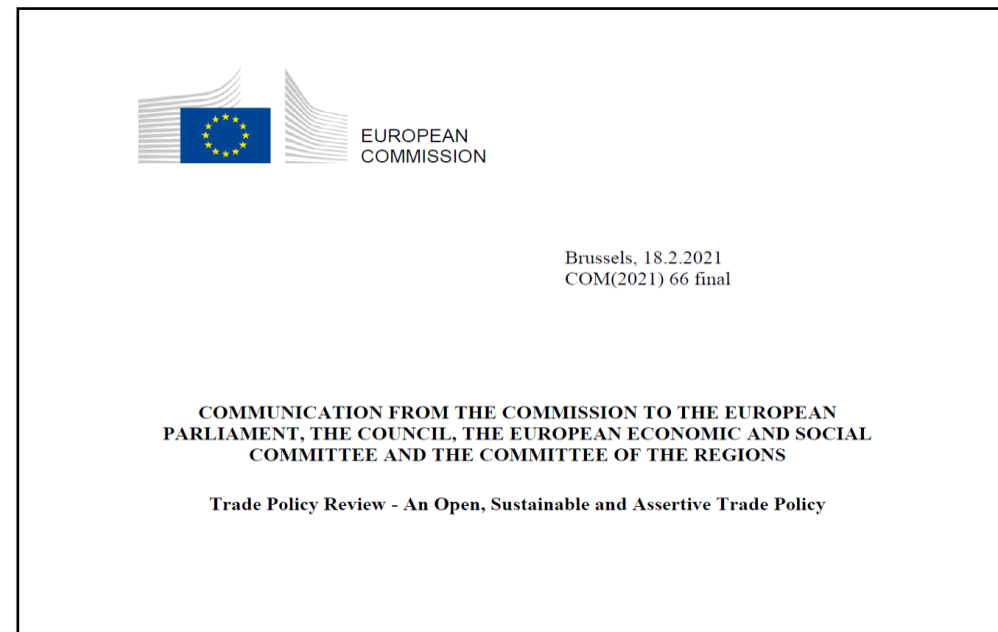 EUROPEAN
COMMISSION
Brussels, 18.2.2021
COM(2021) 66 final
COMMUNICATION FROM THE COMMISSION TO THE EUROPEAN
PARLIAMENT, THE COUNCIL, THE EUROPEAN ECONOMIC AND SOCIAL
COMMITTEE AND THE COMMITTEE OF THE REGIONS
Trade Policy Review - An Open, Sustainable and Assertive Trade Policy